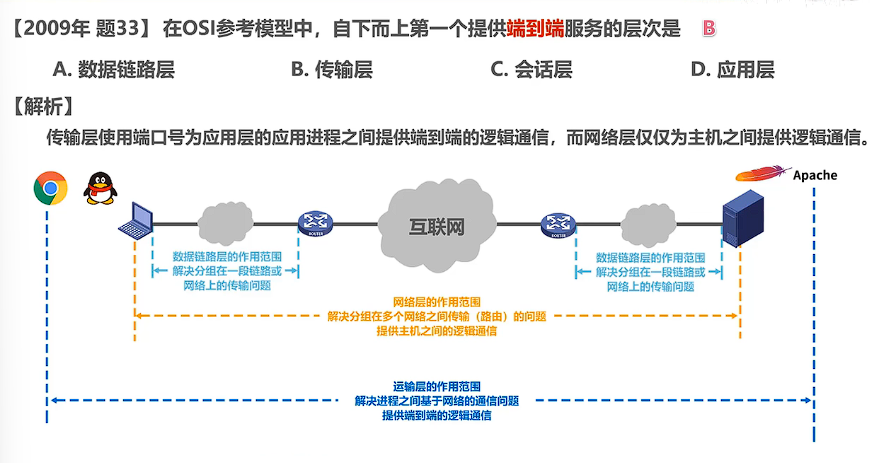 【2009年 题33】 在OSI参考模型中，自下而上第一个提供端到端服务的层次是 B
A. 数据链路层 B. 传输层 C. 会话层 D. 应用层
【解析】
传输层使用端口号为应用层的应用进程之间提供端到端的逻辑通信，而网络层仅仅为主机之间提供逻辑通信。
Apache
互联网
ROUTER
ROUTER
数据链路层的作用范围
解决分组在一段链路或
网络上的传输问题
数据链路层的作用范围
解决分组在一段链路或
网络上的传输问题
网络层的作用范围
解决分组在多个网络之间传输（路由）的问题
提供主机之间的逻辑通信
运输层的作用范围
解决进程之间基于网络的通信问题
提供端到端的逻辑通信